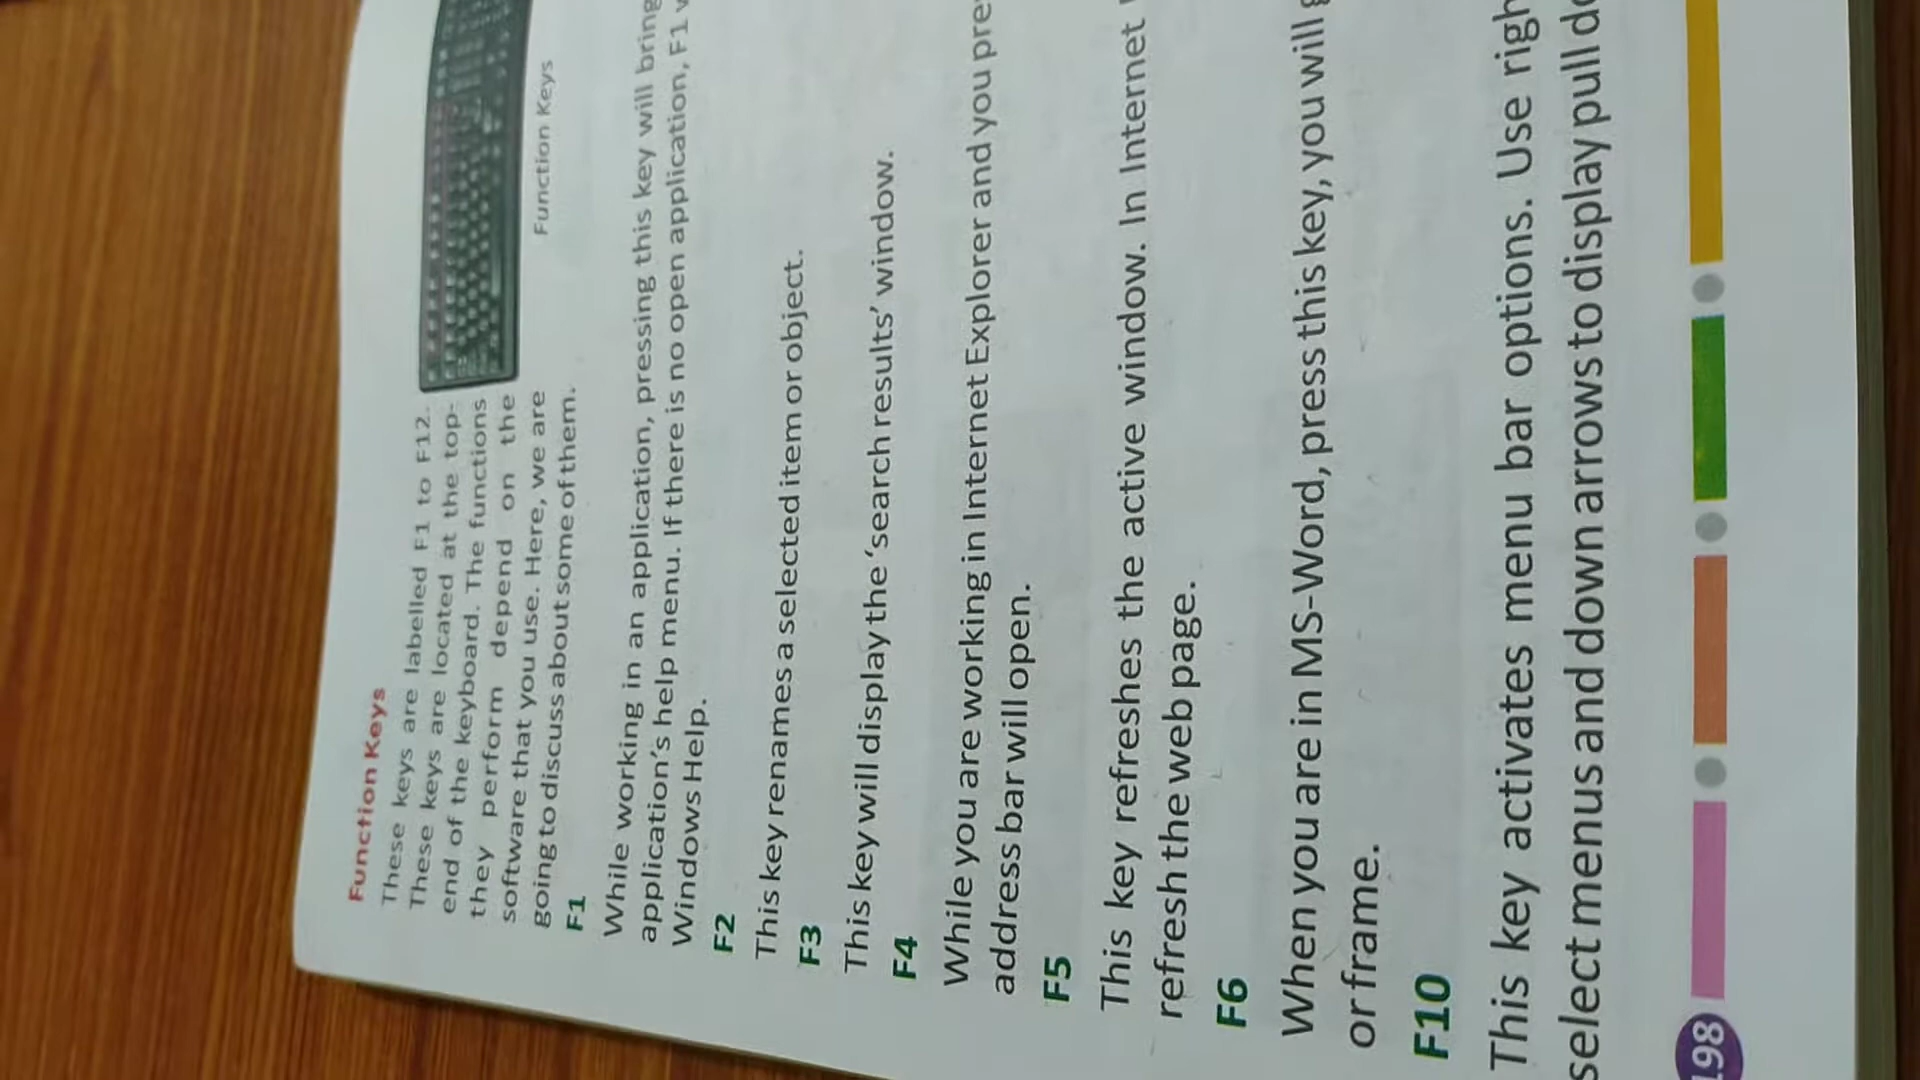 Function Keys
These keys are labelled F1 to F12.
These keys are located at the top-
end of the keyboard. The functions
they perform depend on the
software that you use. Here, we are
going to discuss about some of them.
Function Keys
F1
While working in an application, pressing this key will bring
application's help menu. If there is no open application, F1
Windows Help.
F2
This key renames a selected item or object.
F3
This key will display the 'search results' window.
F4
While you are working in Internet Explorer and you
address bar will open.
F5
This key refreshes the active window. In Internet
refresh the web page.
F6
When you are in MS-Word, press this key, you will
or frame.
F10
This key activates menu bar options. Use
select menus and down arrows to display pull
198